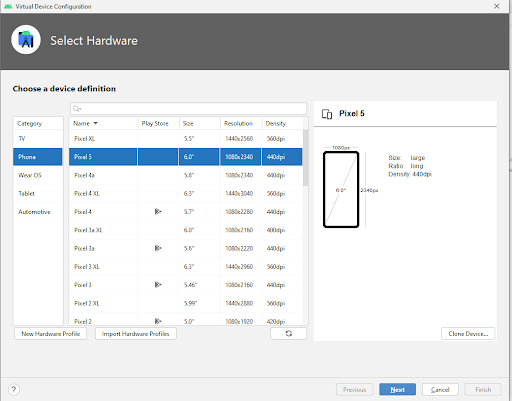 Virtual Device Configuration
Select Hardware
Choose a device definition
Category
TV
Phone
Wear OS
Tablet
Automotive
Name Play Store Size Resolution Density
Pixel XL 5.5" 1440x2560 560dpi
Pixel 5 6.0" 1080x2340 440dpi
Pixel 4a 5.8" 1080x2340 440dpi
Pixel 4 XL 6.3" 1440x3040 560dpi
Pixel 4 5.7" 1080x2280 440dpi
Pixel 3a XL 6.0" 1080x2160 400dpi
Pixel 3a 5.6" 1080x2220 440dpi
Pixel 3 XL 6.3" 1440x2960 560dpi
Pixel 3 5.46" 1080x2160 440dpi
Pixel 2 XL 5.99" 1440x2880 560dpi
Pixel 2 5.0" 1080x1920 420dpi
New Hardware Profile
Import Hardware Profiles
Pixel 5
1080px
6.0"
2340px
Size: large
Ratio: long
Density: 440dpi
Clone Device...
?
Previous
Next
Cancel
Finish